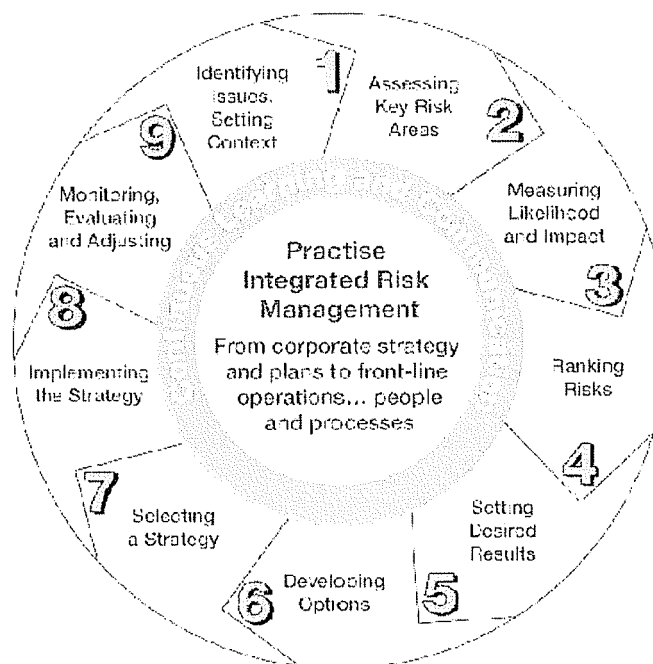 1
Identifying
Issues,
Setting
Context
2
Assessing
Key Risk
Areas
3
Measuring
Likelihood
and Impact
4
Ranking
Risks
5
Setting
Desired
Results
6
Developing
Options
7
Selecting
a Strategy
8
Implementing
the Strategy
9
Monitoring,
Evaluating
and Adjusting
Practise
Integrated Risk
Management
From corporate strategy
and plans to front-line
operations... people
and processes